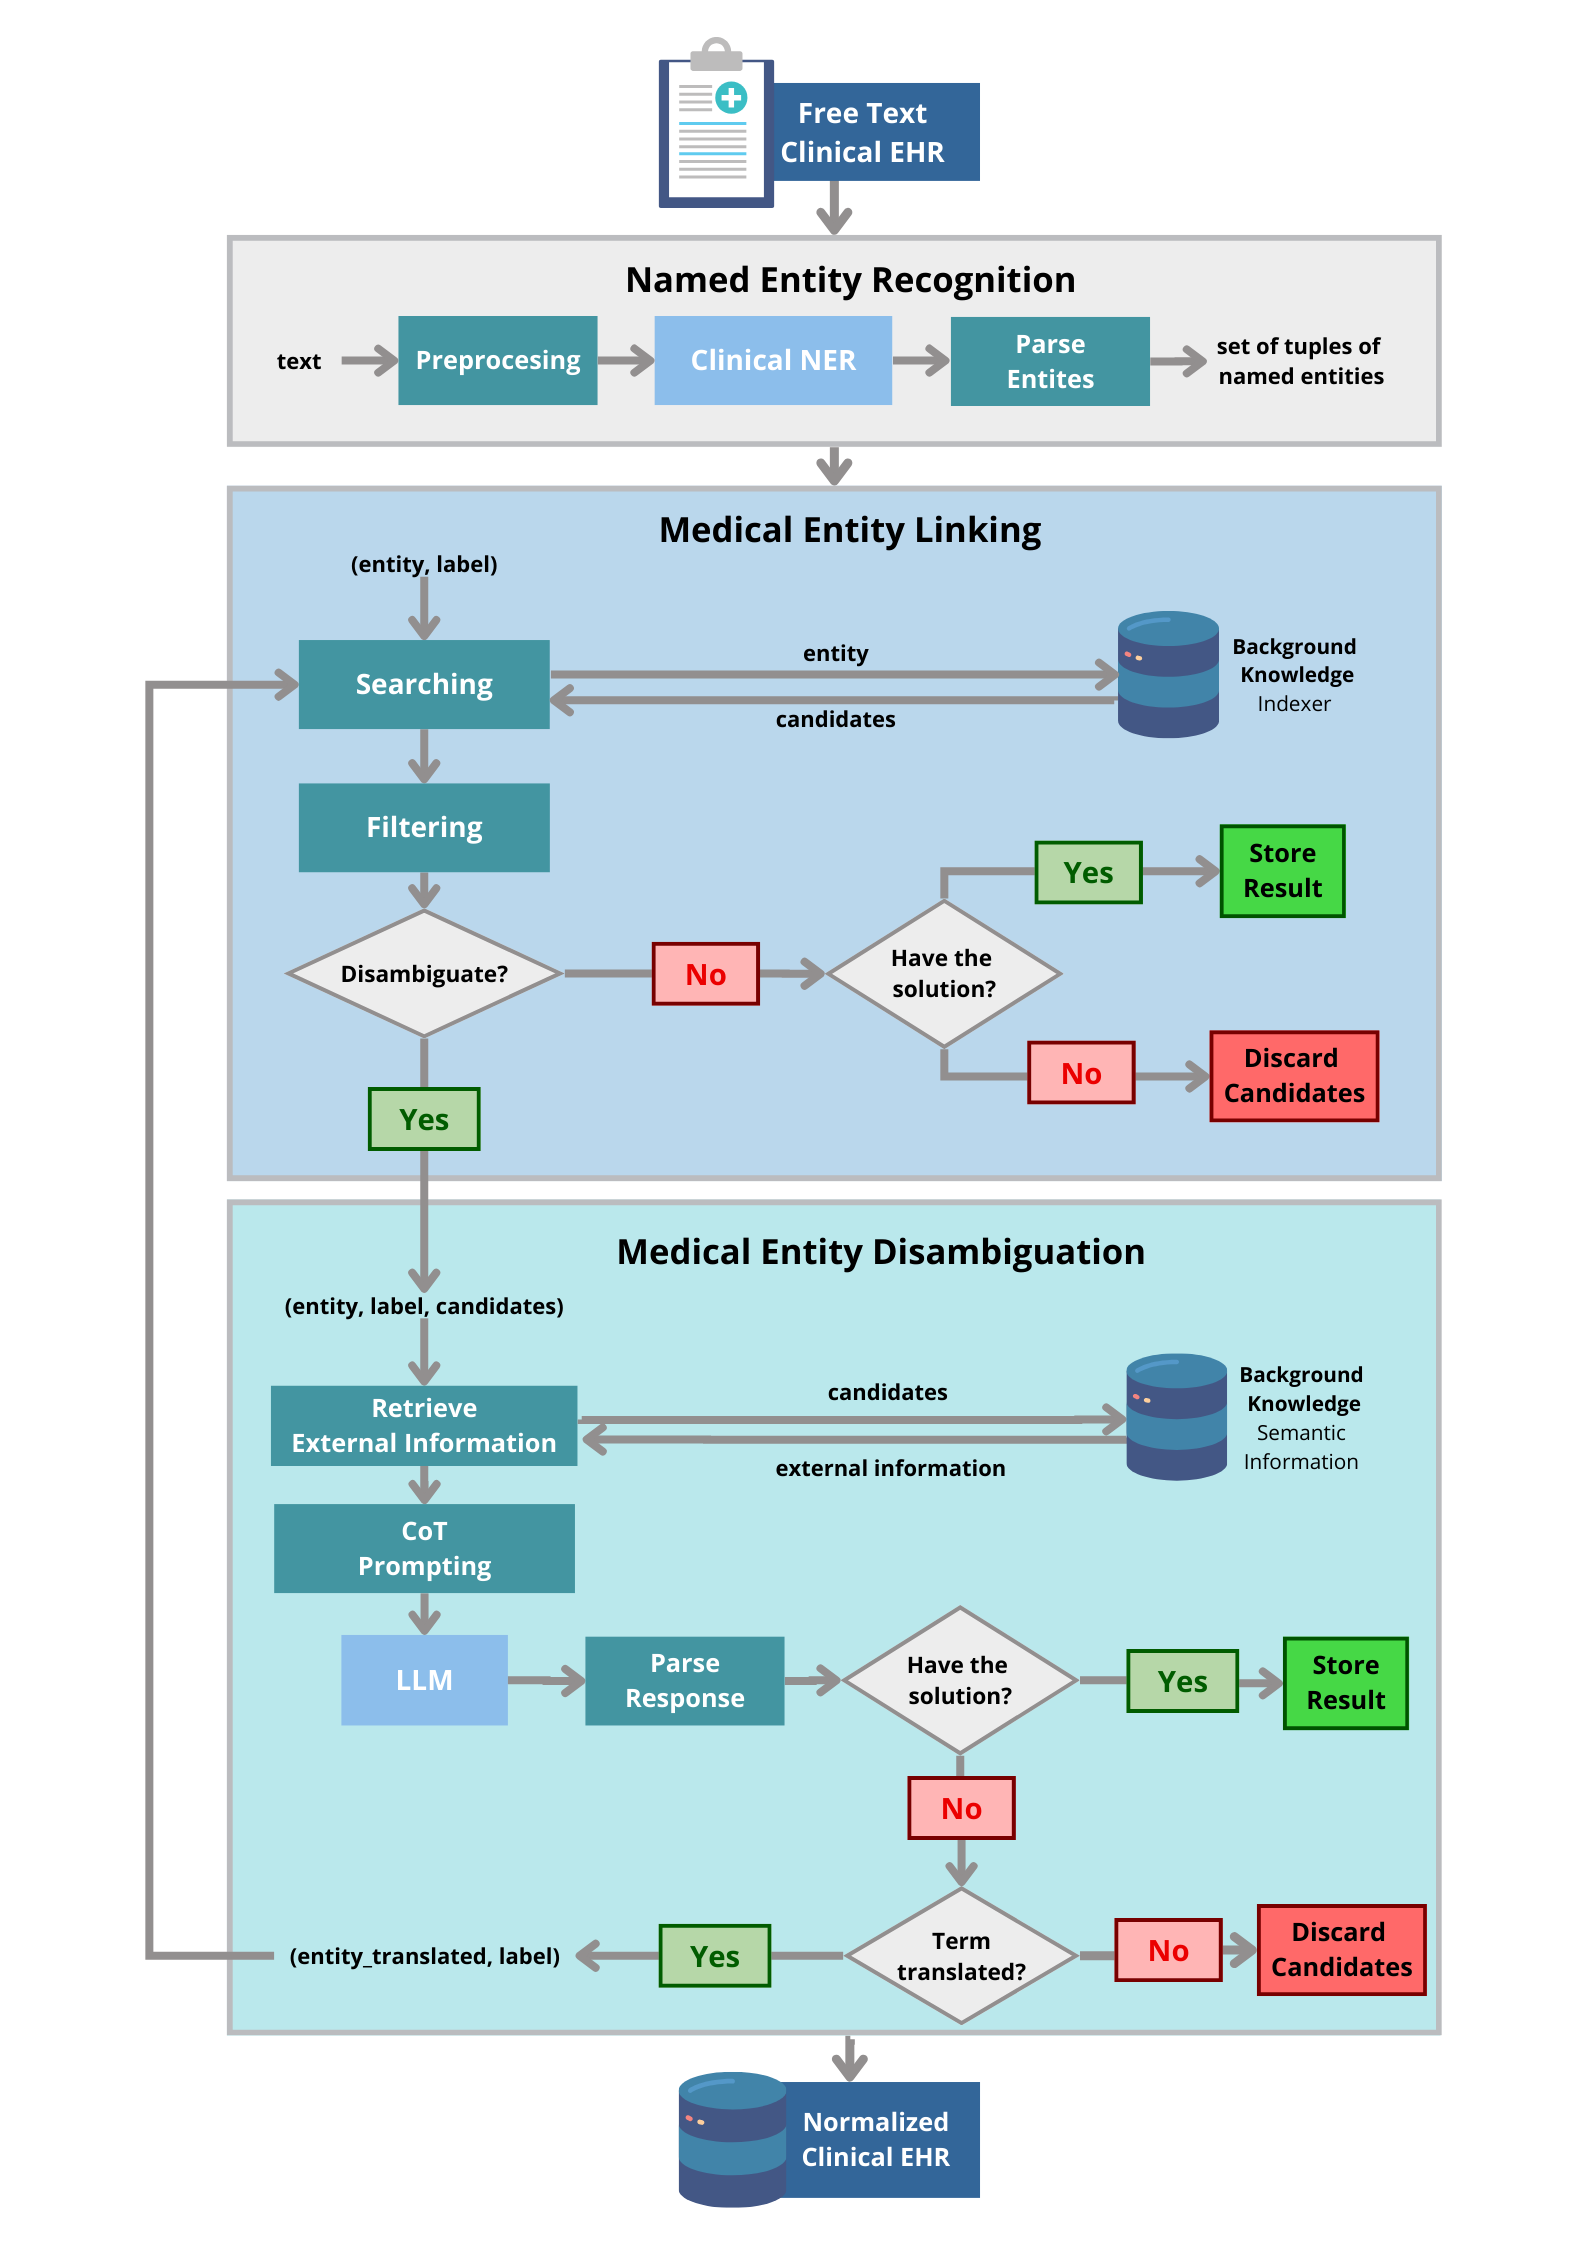 Free Text
Clinical EHR
Named Entity Recognition
text
Preprocesing
Clinical NER
Parse
Entites
set of tuples of
named entities
Medical Entity Linking
(entity, label)
Searching
entity
candidates
Background
Knowledge
Indexer
Filtering
Disambiguate?
No
Have the
solution?
Yes
Store
Result
No
Discard
Candidates
Yes
Medical Entity Disambiguation
(entity, label, candidates)
Retrieve
External Information
candidates
external information
Background
Knowledge
Semantic
Information
CoT
Prompting
LLM
Parse
Response
Have the
solution?
Yes
Store
Result
No
Term
translated?
No
Discard
Candidates
Yes
(entity_translated, label)
Normalized
Clinical EHR